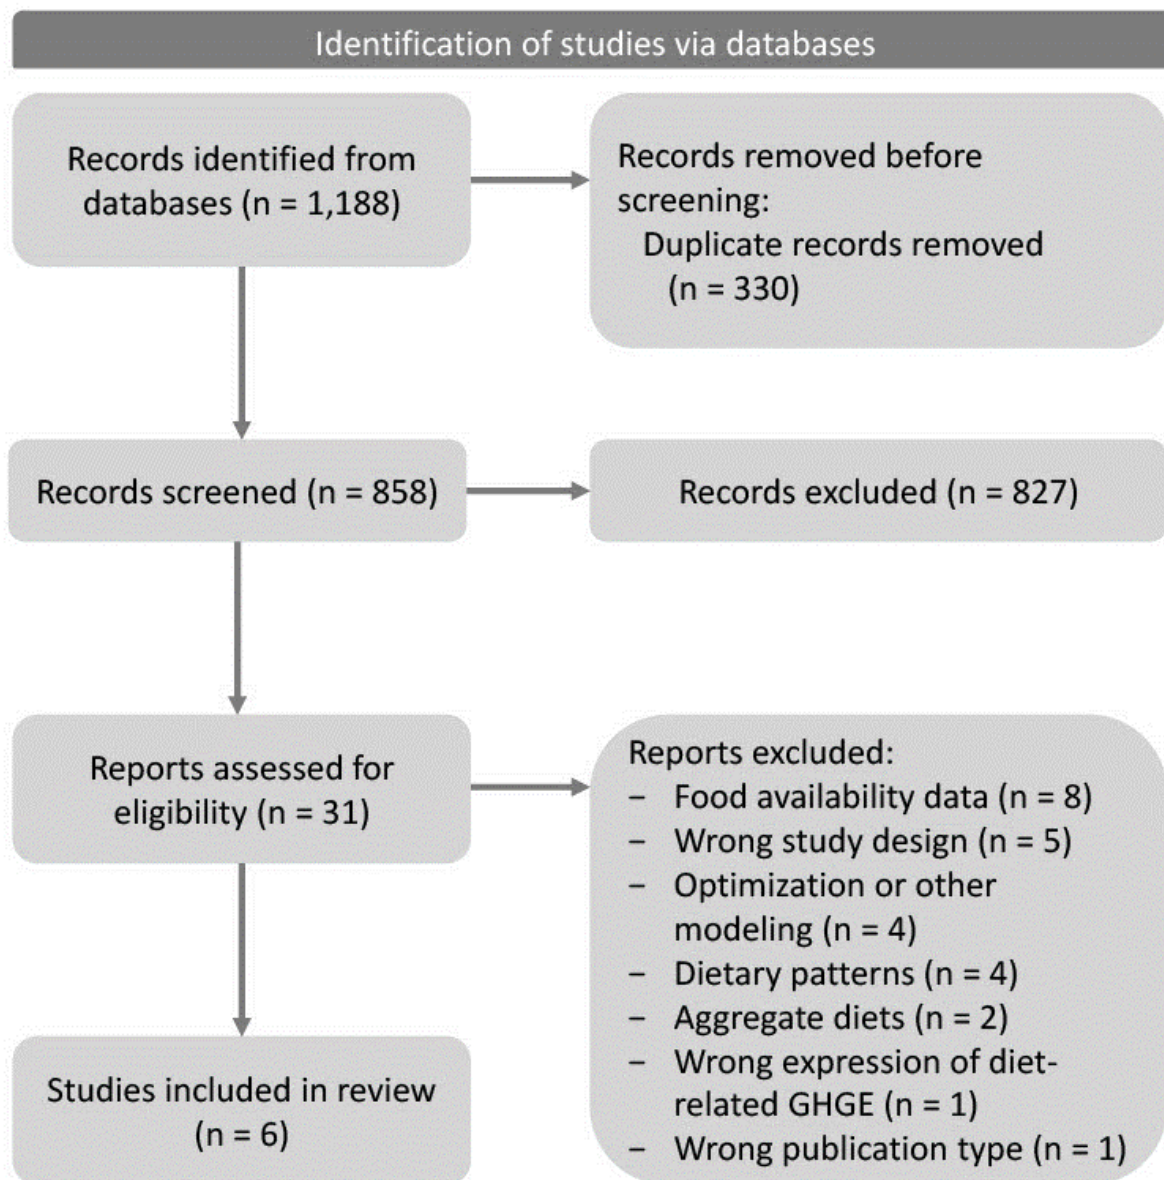 Identification of studies via databases
Records identified from
databases (n = 1,188)
Records removed before
screening:
Duplicate records removed
(n = 330)
Records screened (n = 858)
Records excluded (n = 827)
Reports assessed for
eligibility (n = 31)
Reports excluded:
− Food availability data (n = 8)
− Wrong study design (n = 5)
− Optimization or other
modeling (n = 4)
− Dietary patterns (n = 4)
− Aggregate diets (n = 2)
− Wrong expression of diet-
related GHGE (n = 1)
− Wrong publication type (n = 1)
Studies included in review
(n = 6)